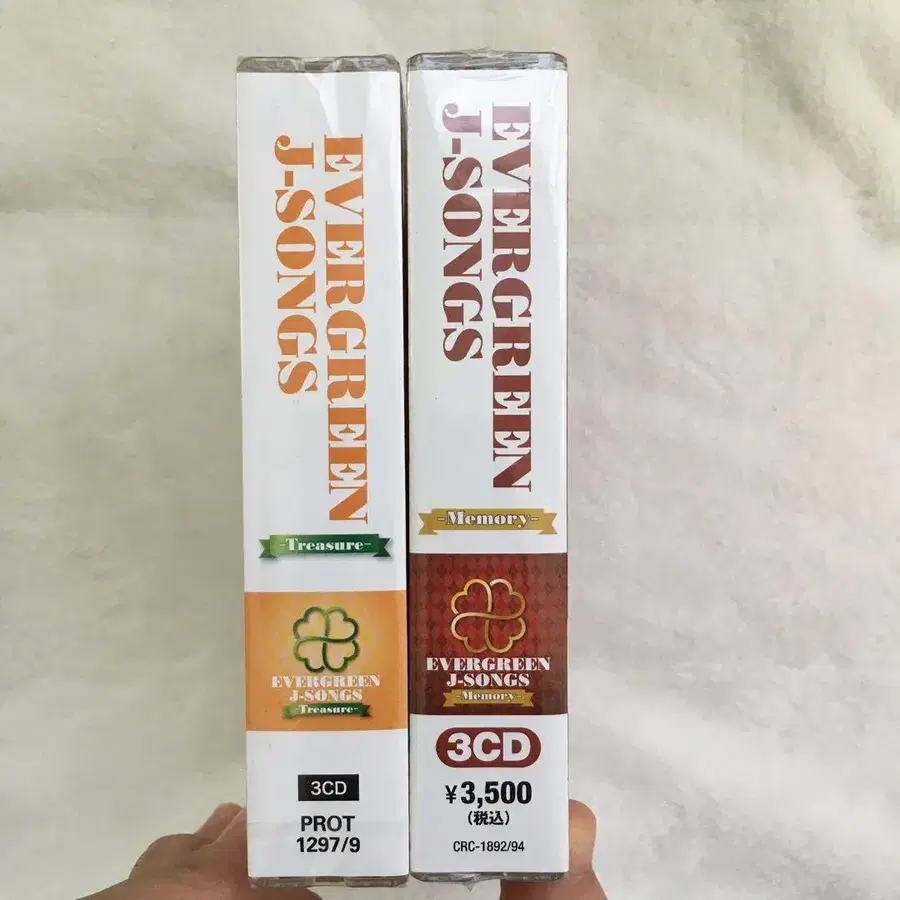 EVERGREEN
J-SONGS
-Treasure-
EVERGREEN
J-SONGS
-Treasure-
3CD
PROT
1297/9
EVERGREEN
J-SONGS
-Memory-
EVERGREEN
J-SONGS
-Memory-
3CD
¥3,500
(税込)
CRC-1892/94